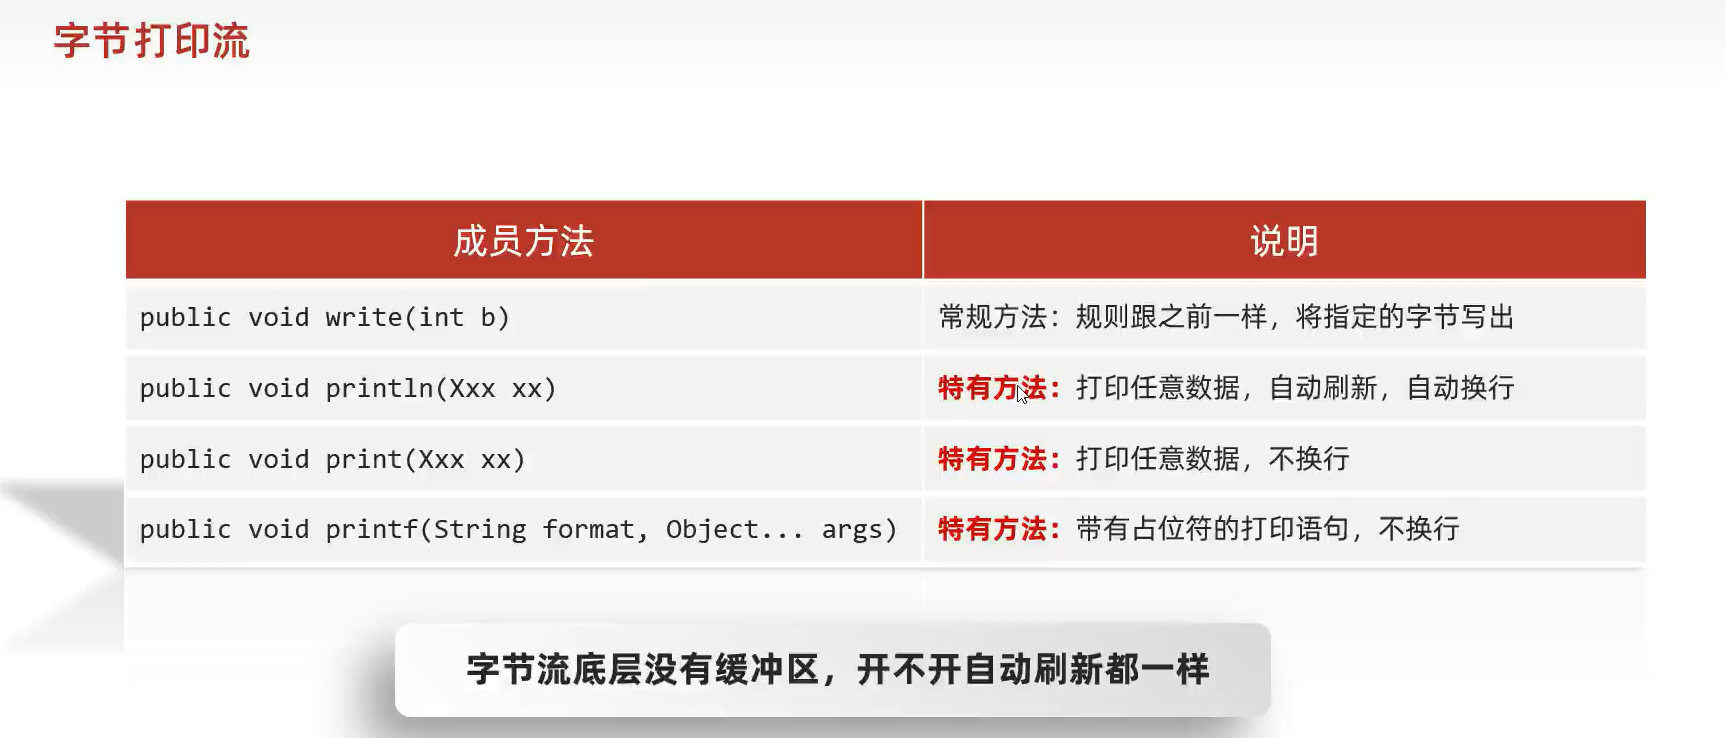 字节打印流
成员方法
说明
public void write(int b)
常规方法：规则跟之前一样，将指定的字节写出
public void println(Xxx xx)
特有方法：打印任意数据，自动刷新，自动换行
public void print(Xxx xx)
特有方法：打印任意数据，不换行
public void printf(String format, Object... args)
特有方法：带有占位符的打印语句，不换行
字节流底层没有缓冲区，开不开自动刷新都一样